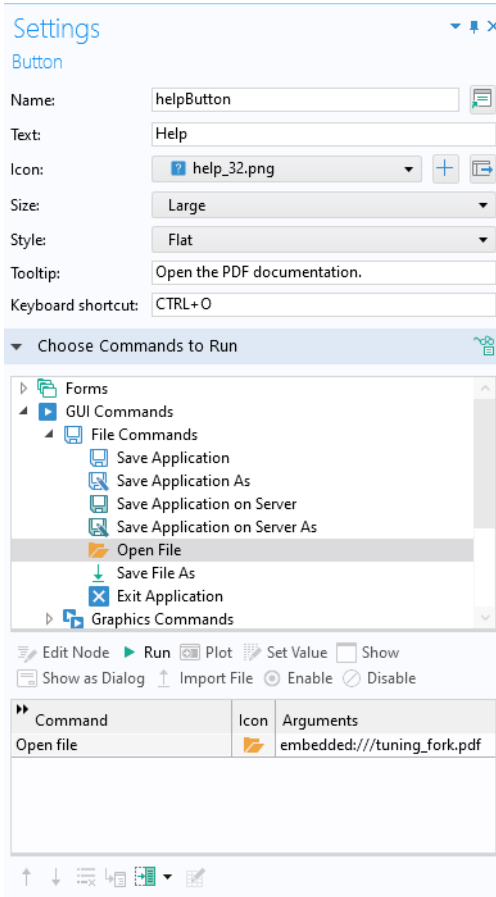 Settings
Button
Name: helpButton
Text: Help
Icon: help_32.png
Size: Large
Style: Flat
Tooltip: Open the PDF documentation.
Keyboard shortcut: CTRL+O
Choose Commands to Run
Forms
GUI Commands
File Commands
Save Application
Save Application As
Save Application on Server
Save Application on Server As
Open File
Save File As
Exit Application
Graphics Commands
Edit Node Run Plot Set Value Show
Show as Dialog Import File Enable Disable
Command Icon Arguments
Open file embedded:///tuning_fork.pdf